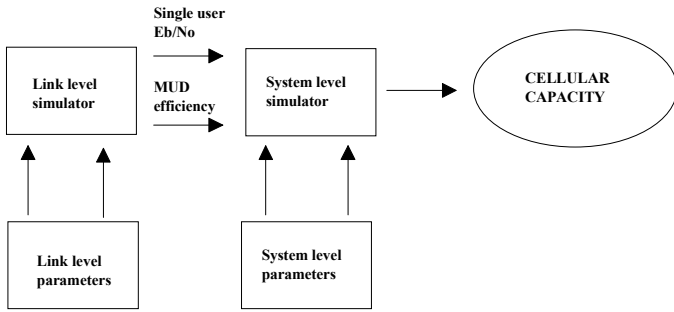 Single user
Eb/No
Link level
simulator
MUD
efficiency
System level
simulator
CELLULAR
CAPACITY
Link level
parameters
System level
parameters